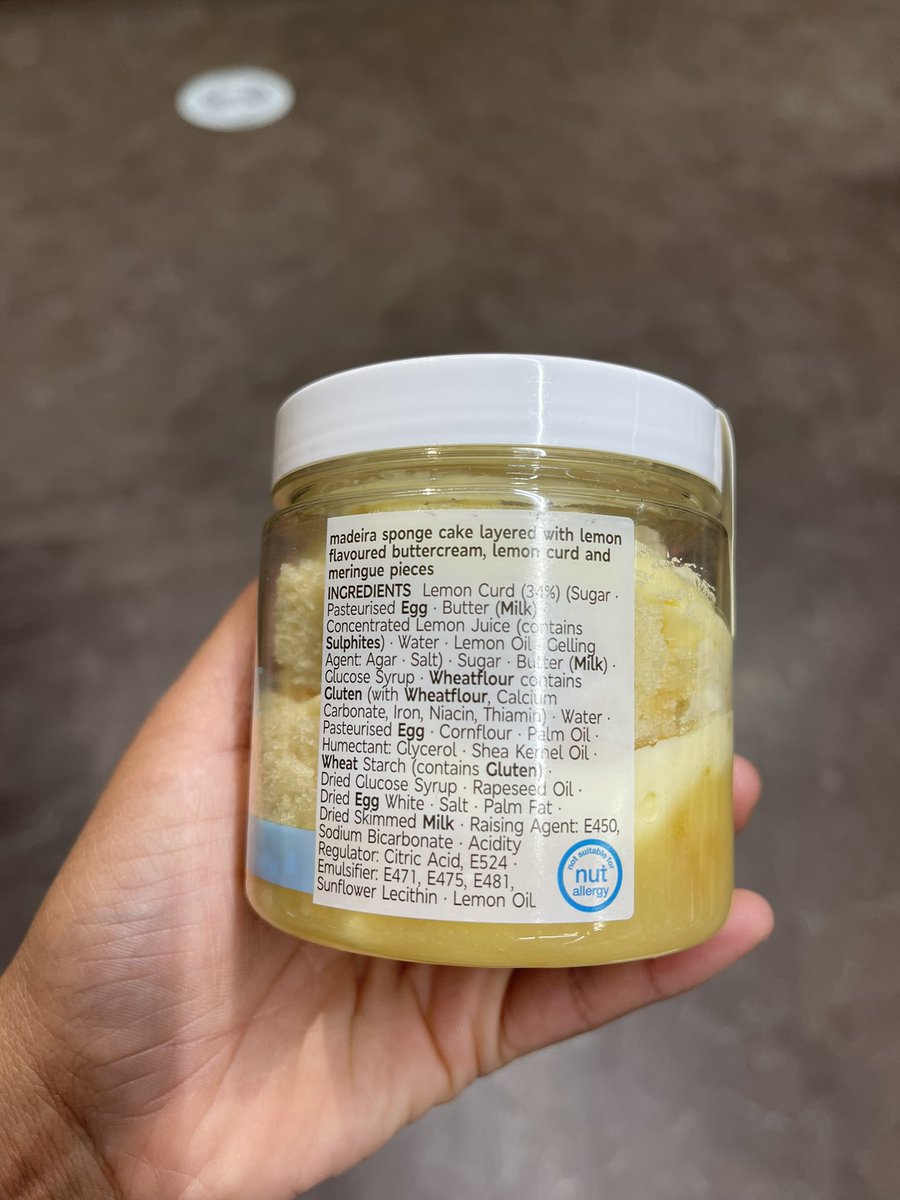 madeira sponge cake layered with lemon
flavoured buttercream, lemon curd and
meringue pieces
INGREDIENTS Lemon Curd (34%) (Sugar ·
Pasteurised Egg · Butter (Milk) ·
Concentrated Lemon Juice (contains
Sulphites) · Water · Lemon Oil · Gelling
Agent: Agar · Salt) · Sugar · Butter (Milk) ·
Glucose Syrup · Wheatflour contains
Gluten (with Wheatflour, Calcium
Carbonate, Iron, Niacin, Thiamin) · Water ·
Pasteurised Egg · Cornflour · Palm Oil ·
Humectant: Glycerol · Shea Kernel Oil ·
Wheat Starch (contains Gluten) ·
Dried Glucose Syrup · Rapeseed Oil ·
Dried Egg White · Salt · Palm Fat ·
Dried Skimmed Milk · Raising Agent: E450,
Sodium Bicarbonate · Acidity
Regulator: Citric Acid, E524 ·
Emulsifier: E471, E475, E481,
Sunflower Lecithin · Lemon Oil.
not suitable for
nut
allergy